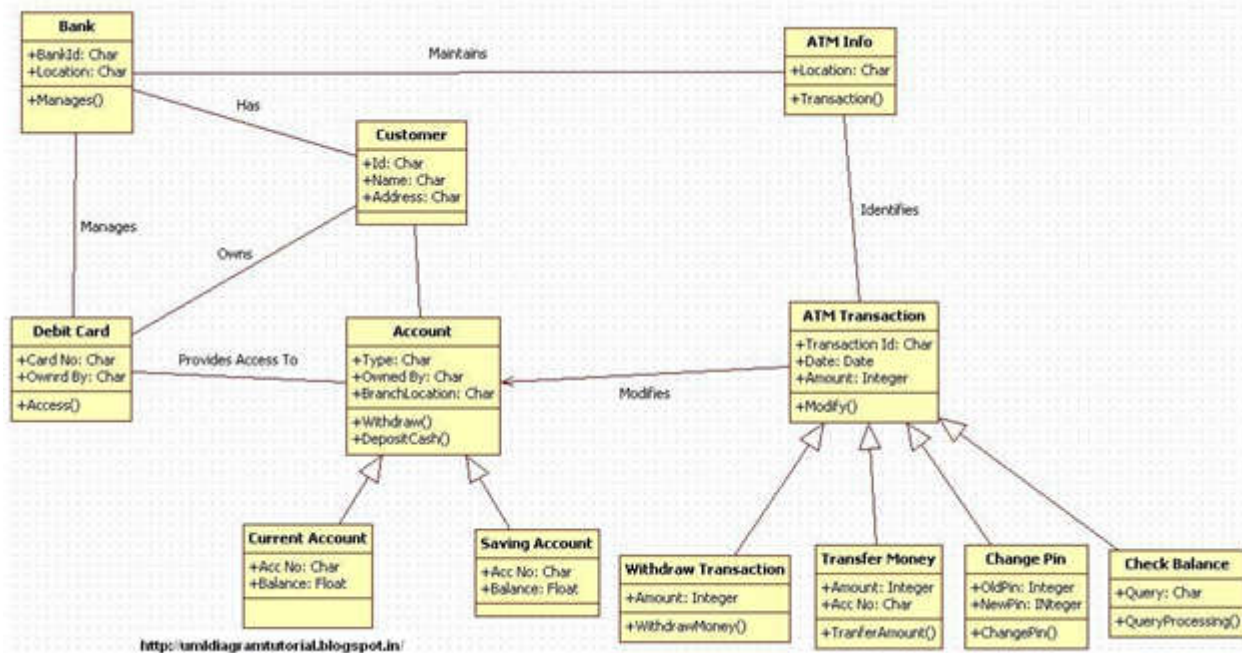 Bank
+BankId: Char
+Location: Char
+Manages()
Maintains
ATM Info
+Location: Char
+Transaction()
Has
Customer
+Id: Char
+Name: Char
+Address: Char
Manages
Owns
Identifies
Debit Card
+Card No: Char
+Ownrd By: Char
+Access()
Provides Access To
Account
+Type: Char
+Owned By: Char
+BranchLocation: Char
+Withdraw()
+DepositCash()
Modifies
ATM Transaction
+Transaction Id: Char
+Date: Date
+Amount: Integer
+Modify()
Current Account
+Acc No: Char
+Balance: Float
Saving Account
+Acc No: Char
+Balance: Float
Withdraw Transaction
+Amount: Integer
+WithdrawMoney()
Transfer Money
+Amount: Integer
+Acc No: Char
+TranferAmount()
Change Pin
+OldPin: Integer
+NewPin: INteger
+ChangePin()
Check Balance
+Query: Char
+QueryProcessing()
http://umldiagramtutorial.blogspot.in/